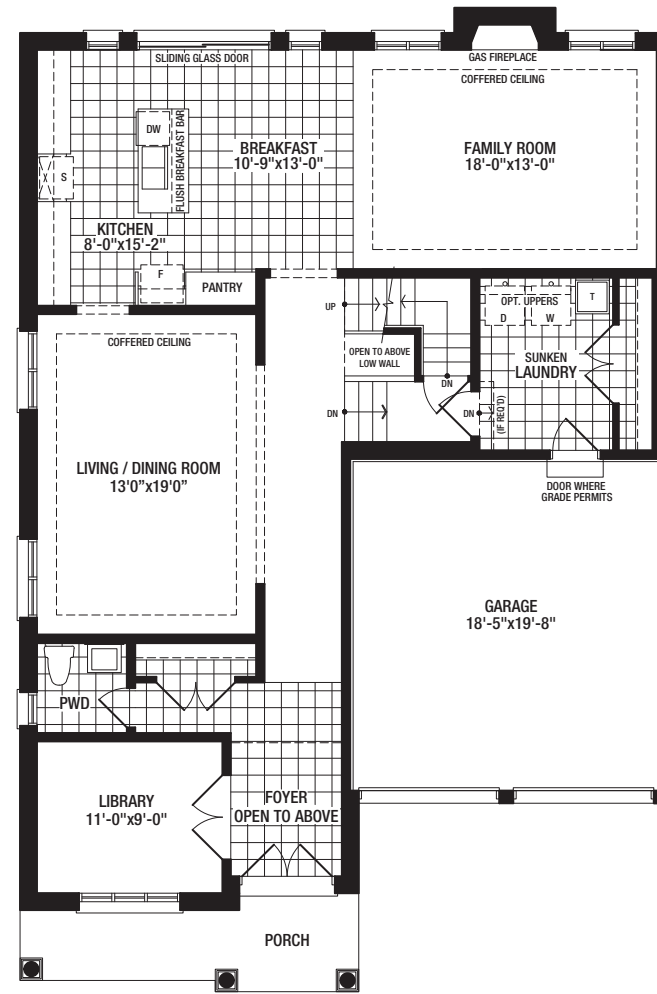 SLIDING GLASS DOOR
GAS FIREPLACE
COFFERED CEILING
DW
FLUSH BREAKFAST BAR
BREAKFAST
10'-9"x13'-0"
FAMILY ROOM
18'-0"x13'-0"
S
KITCHEN
8'-0"x15'-2"
F
PANTRY
UP
OPT. UPPERS
D
W
T
COFFERED CEILING
OPEN TO ABOVE
LOW WALL
SUNKEN
LAUNDRY
DN
DN
DN
(IF REQ'D)
LIVING / DINING ROOM
13'0”x19'0”
DOOR WHERE
GRADE PERMITS
GARAGE
18'-5"x19'-8"
PWD
LIBRARY
11'-0"x9'-0"
FOYER
OPEN TO ABOVE
PORCH